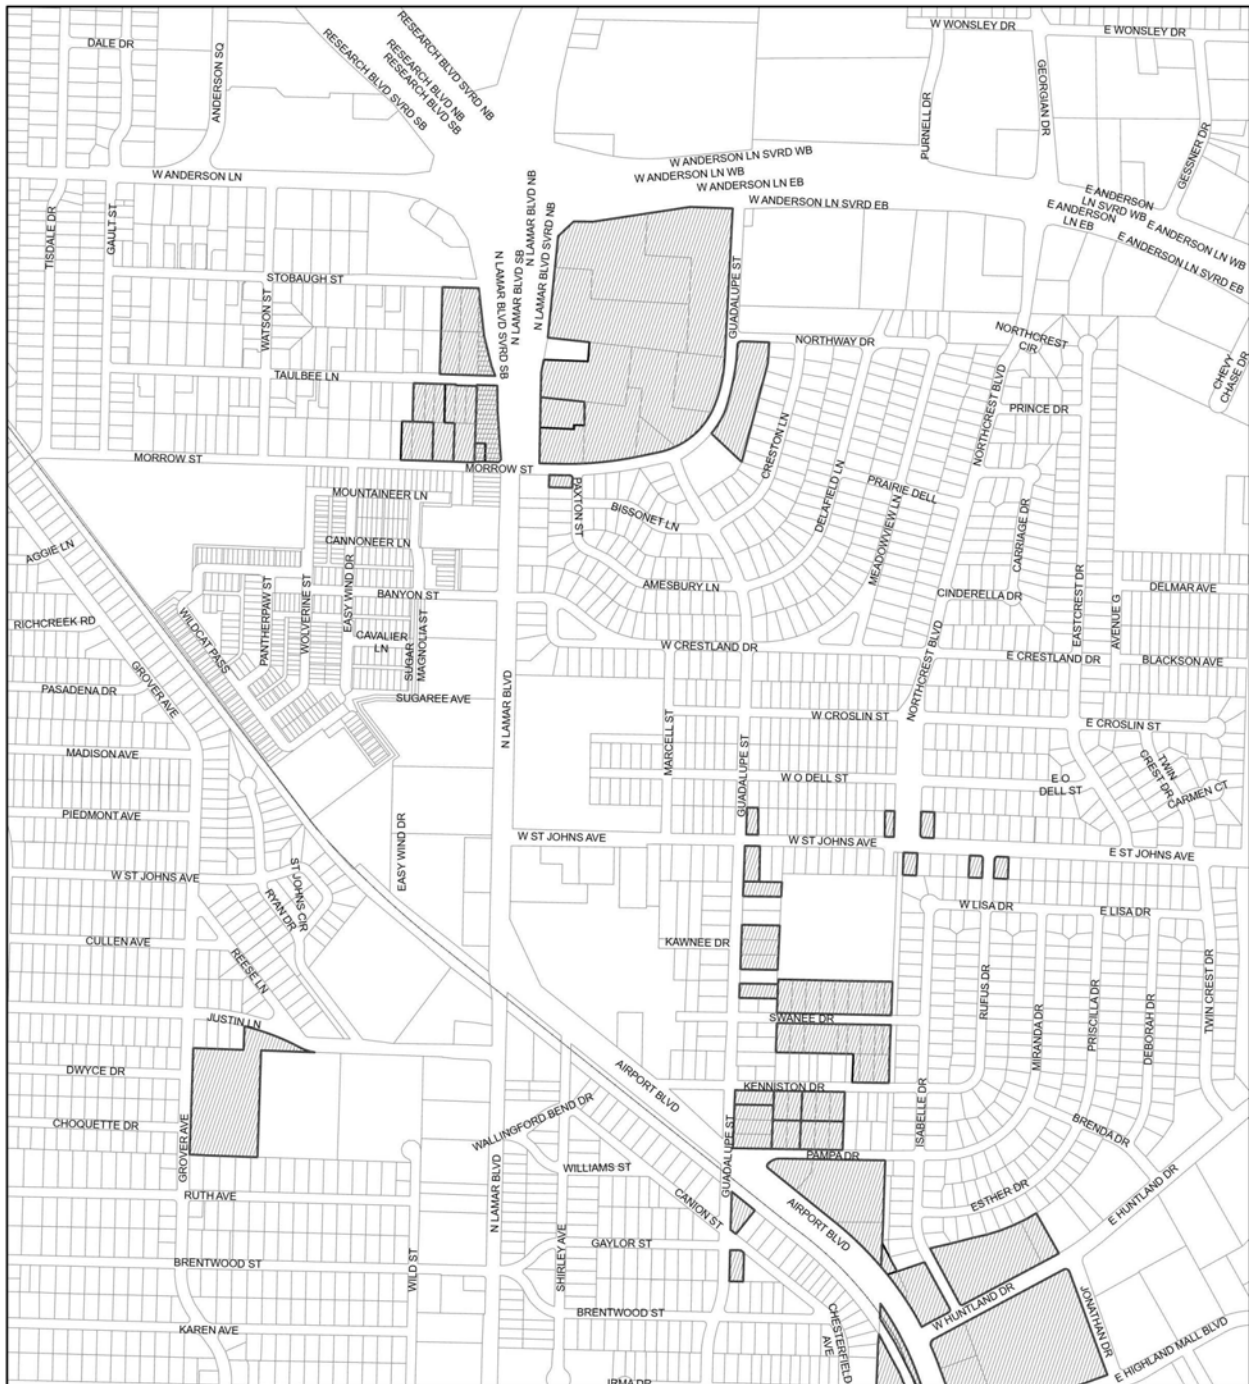 DALE DR
ANDERSON SQ
RESEARCH BLVD SVRD NB
RESEARCH BLVD NB
RESEARCH BLVD SB
RESEARCH BLVD SVRD SB
W WONSLEY DR
E WONSLEY DR
GEORGIAN DR
PURNELL DR
GESSNER DR
W ANDERSON LN
W ANDERSON LN SVRD WB
W ANDERSON LN WB
W ANDERSON LN EB
W ANDERSON LN SVRD EB
E ANDERSON
LN SVRD WB
E ANDERSON LN WB
E ANDERSON
LN EB
E ANDERSON LN SVRD EB
TISDALE DR
GAULT ST
STOBAUGH ST
WATSON ST
TAULBEE LN
N LAMAR BLVD NB
N LAMAR BLVD SVRD NB
N LAMAR BLVD SB
N LAMAR BLVD SVRD SB
GUADALUPE ST
NORTHWAY DR
NORTHCREST
CIR
CHEVY
CHASE DR
PRINCE DR
NORTHCREST BLVD
CRESTON LN
DELAFIELD LN
PRAIRIE DELL
MEADOWVIEW LN
CARRIAGE DR
EASTCREST DR
MORROW ST
MORROW ST
MOUNTAINEER LN
PAXTON ST
BISSONET LN
CANNONEER LN
AGGIE LN
AMESBURY LN
CINDERELLA DR
AVENUE G
DELMAR AVE
EASY WIND DR
BANYON ST
PANTHERPAW ST
WOLVERINE ST
WILDCAT PASS
RICHCREEK RD
CAVALIER
LN
SUGAR
MAGNOLIA ST
W CRESTLAND DR
E CRESTLAND DR
BLACKSON AVE
GROVER AVE
PASADENA DR
SUGAREE AVE
N LAMAR BLVD
NORTHCREST BLVD
W CROSLIN ST
E CROSLIN ST
MARCELL ST
GUADALUPE ST
MADISON AVE
W O DELL ST
E O
DELL ST
TWIN
CREST DR
CARMEN CT
PIEDMONT AVE
EASY WIND DR
W ST JOHNS AVE
W ST JOHNS AVE
E ST JOHNS AVE
W ST JOHNS AVE
ST JOHNS CIR
RYAN DR
W LISA DR
E LISA DR
CULLEN AVE
REESE LN
KAWNEE DR
RUFUS DR
MIRANDA DR
PRISCILLA DR
DEBORAH DR
TWIN CREST DR
JUSTIN LN
SWANEE DR
DWYCE DR
AIRPORT BLVD
KENNISTON DR
ISABELLE DR
CHOQUETTE DR
GROVER AVE
WALLINGFORD BEND DR
GUADALUPE ST
BRENDA DR
PAMPA DR
WILLIAMS ST
RUTH AVE
N LAMAR BLVD
CANION ST
AIRPORT BLVD
ESTHER DR
E HUNTLAND DR
GAYLOR ST
BRENTWOOD ST
WILD ST
SHIRLEY AVE
BRENTWOOD ST
W HUNTLAND DR
JONATHAN DR
CHESTERFIELD
AVE
KAREN AVE
E HIGHLAND MALL BLVD
IRMA DR